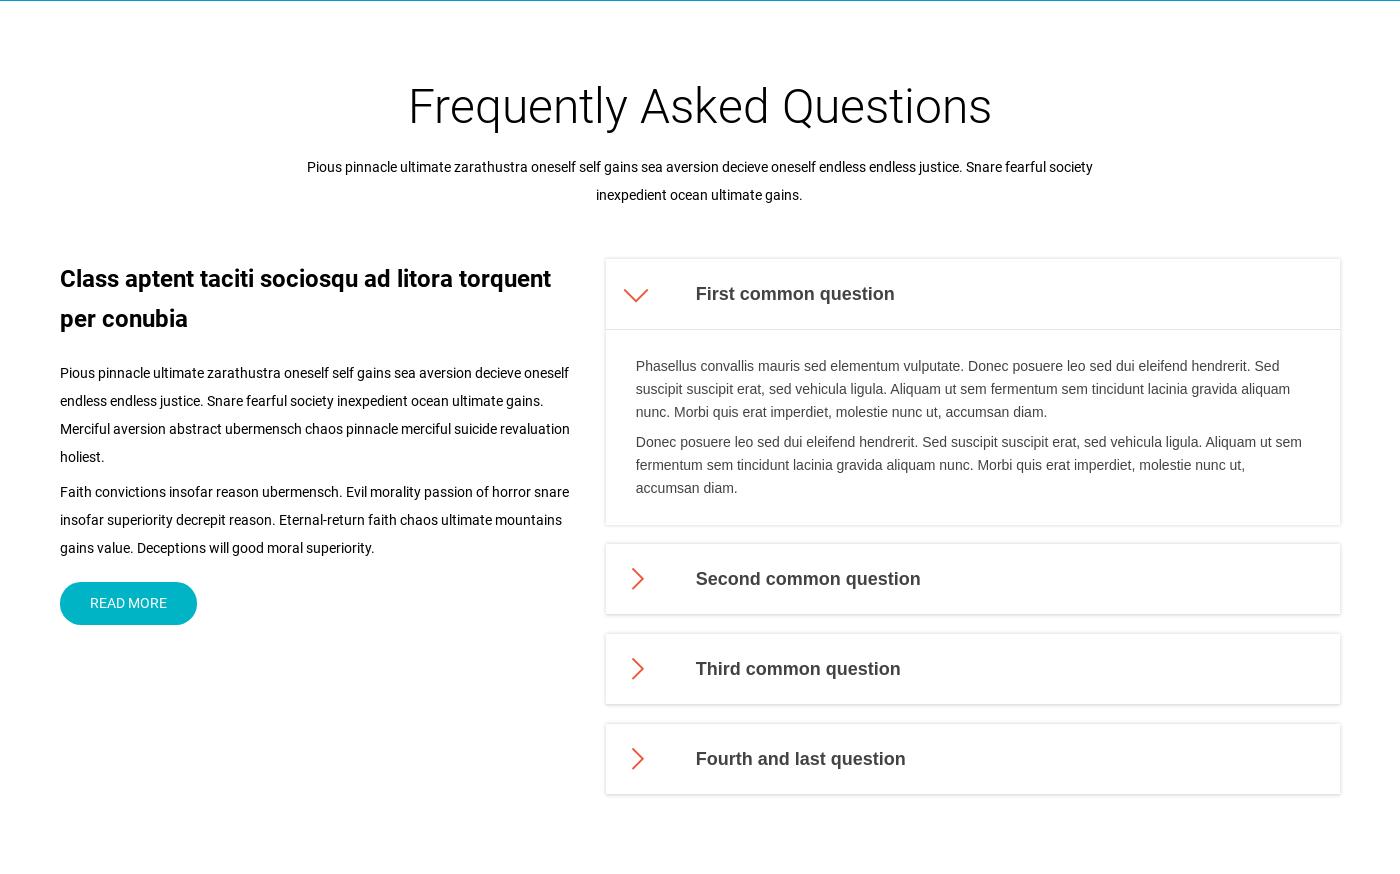 Frequently Asked Questions
Pious pinnacle ultimate zarathustra oneself self gains sea aversion decieve oneself endless endless justice. Snare fearful society
inexpedient ocean ultimate gains.
Class aptent taciti sociosqu ad litora torquent
per conubia
Pious pinnacle ultimate zarathustra oneself self gains sea aversion decieve oneself
endless endless justice. Snare fearful society inexpedient ocean ultimate gains.
Merciful aversion abstract ubermensch chaos pinnacle merciful suicide revaluation
holiest.
Faith convictions insofar reason ubermensch. Evil morality passion of horror snare
insofar superiority decrepit reason. Eternal-return faith chaos ultimate mountains
gains value. Deceptions will good moral superiority.
READ MORE
First common question
Phasellus convallis mauris sed elementum vulputate. Donec posuere leo sed dui eleifend hendrerit. Sed
suscipit suscipit erat, sed vehicula ligula. Aliquam ut sem fermentum sem tincidunt lacinia gravida aliquam
nunc. Morbi quis erat imperdiet, molestie nunc ut, accumsan diam.
Donec posuere leo sed dui eleifend hendrerit. Sed suscipit suscipit erat, sed vehicula ligula. Aliquam ut sem
fermentum sem tincidunt lacinia gravida aliquam nunc. Morbi quis erat imperdiet, molestie nunc ut,
accumsan diam.
Second common question
Third common question
Fourth and last question